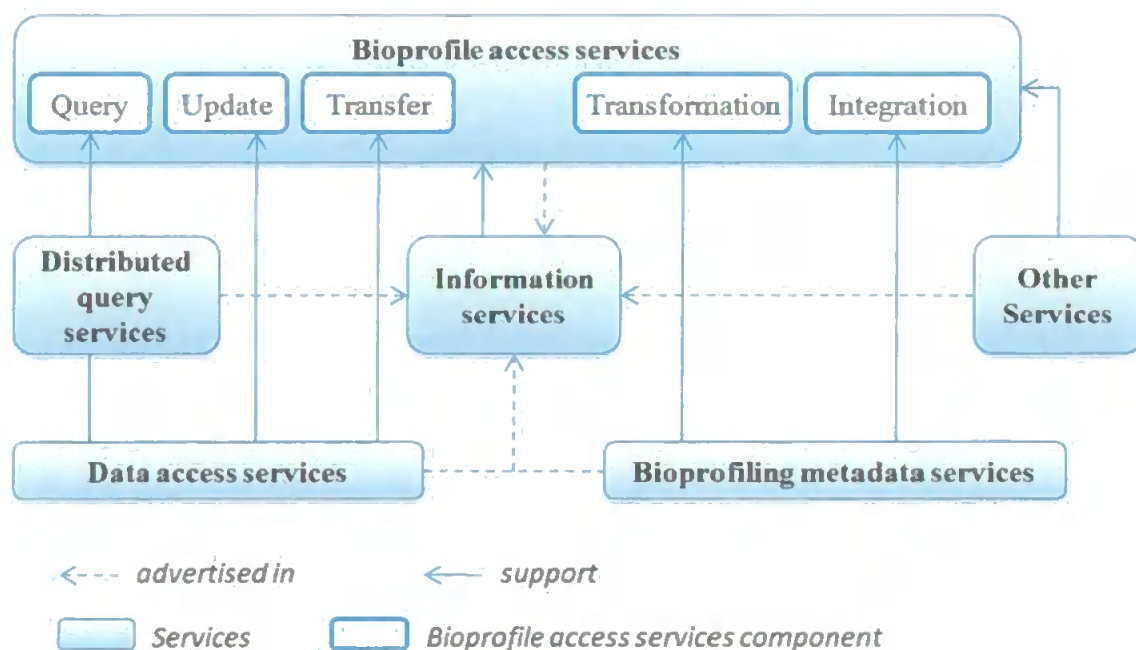 Bioprofile access services
Query Update Transfer Transformation Integration
Distributed
query
services
Information
services
Other
Services
Data access services
Bioprofiling metadata services
advertised in
support
Services
Bioprofile access services component